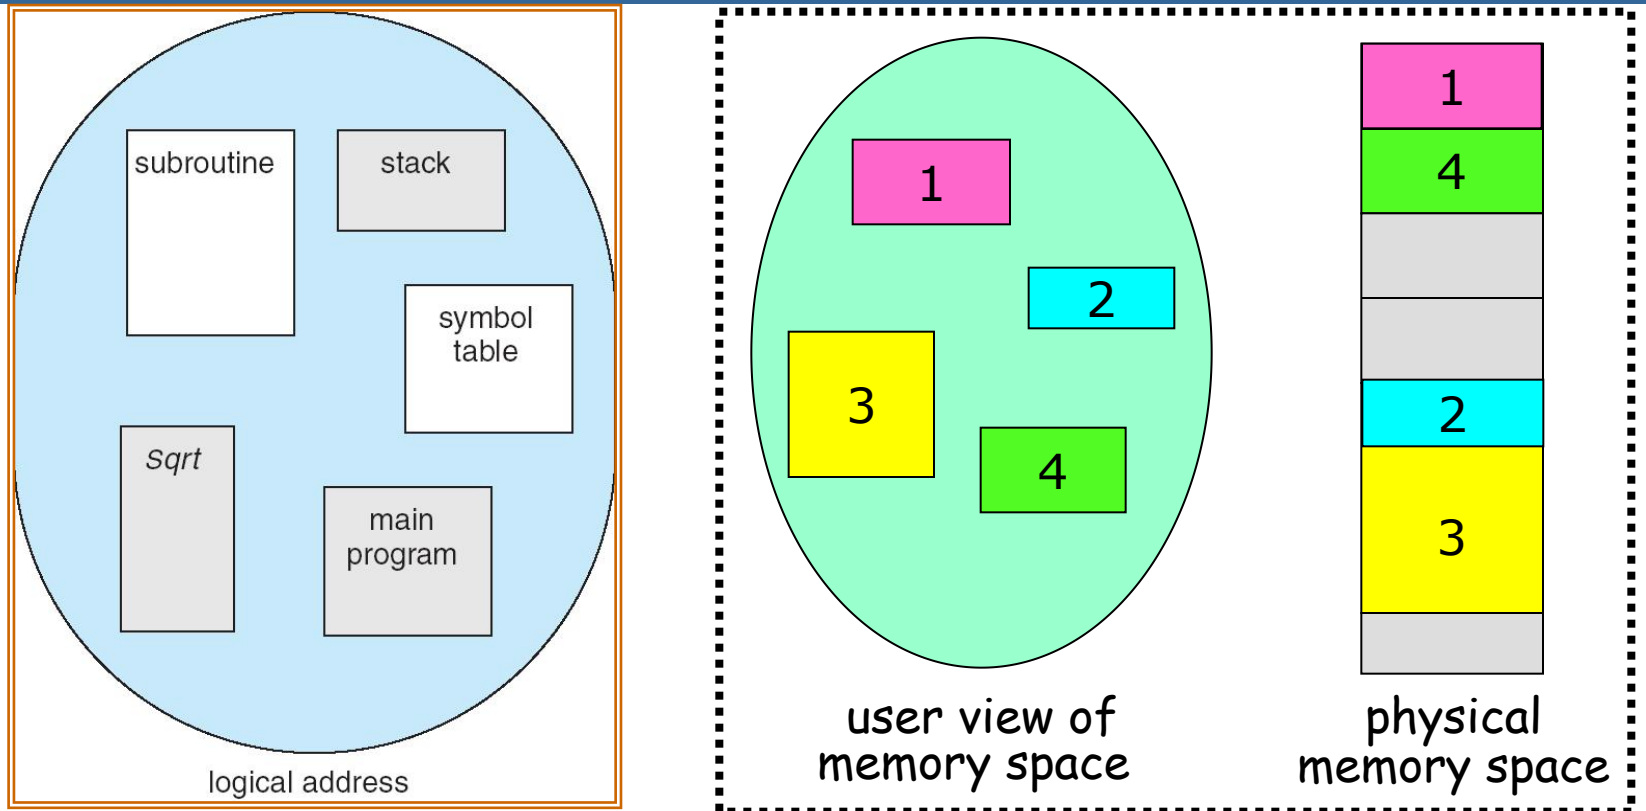 subroutine
stack
symbol
table
Sqrt
main
program
logical address
1
2
3
4
user view of
memory space
1
4
2
3
physical
memory space